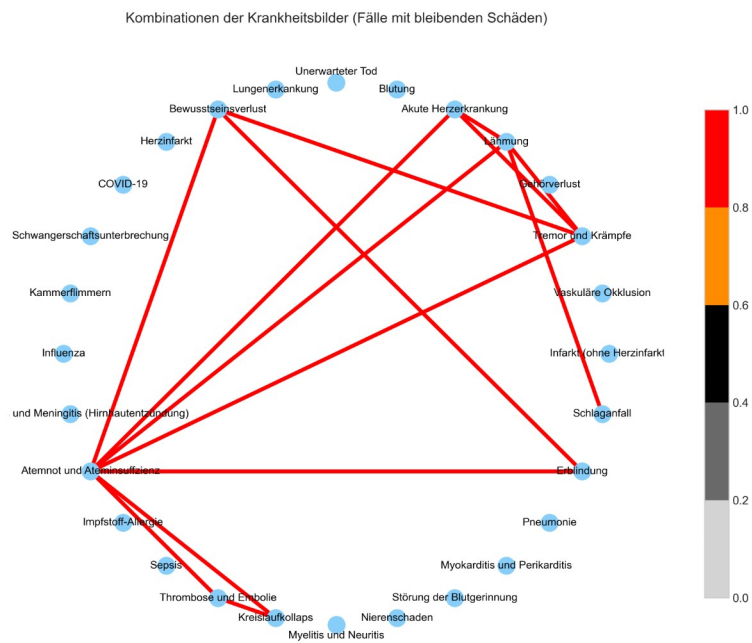 Kombinationen der Krankheitsbilder (Fälle mit bleibenden Schäden)
Unerwarteter Tod
Lungenerkankung
Blutung
Bewusstseinsverlust
Akute Herzerkrankung
Herzinfarkt
Lähmung
COVID-19
Gehörverlust
Schwangerschaftsunterbrechung
Tremor und Krämpfe
Kammerflimmern
Vaskuläre Okklusion
Influenza
Infarkt (ohne Herzinfarkt
und Meningitis (Hirnhautentzündung)
Schlaganfall
Atemnot und Ateminsuffzienz
Erblindung
Impfstoff-Allergie
Pneumonie
Sepsis
Myokarditis und Perikarditis
Thrombose und Embolie
Störung der Blutgerinnung
Kreislaufkollaps
Nierenschaden
Myelitis und Neuritis
1.0
0.8
0.6
0.4
0.2
0.0